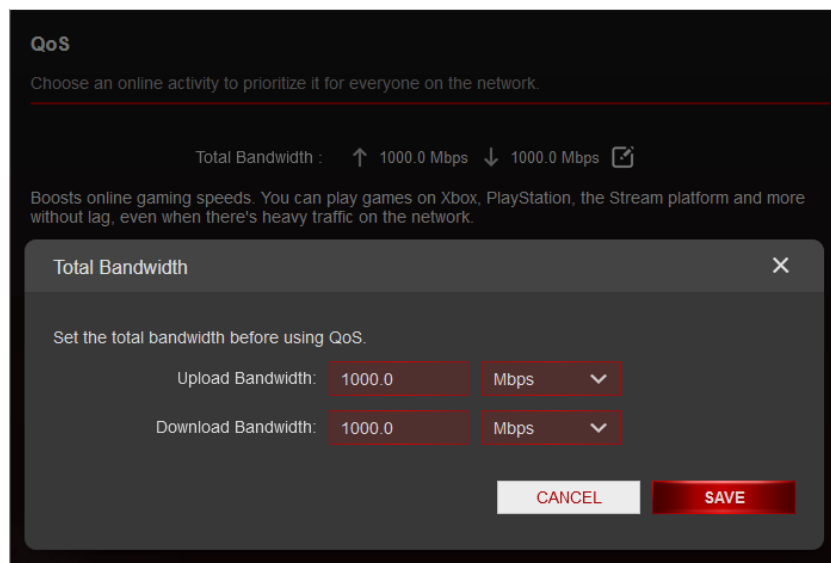 QoS
Choose an online activity to prioritize it for everyone on the network.
Total Bandwidth : ↑ 1000.0 Mbps ↓ 1000.0 Mbps
Boosts online gaming speeds. You can play games on Xbox, PlayStation, the Stream platform and more
without lag, even when there's heavy traffic on the network.
Total Bandwidth
Set the total bandwidth before using QoS.
Upload Bandwidth: 1000.0 Mbps
Download Bandwidth: 1000.0 Mbps
CANCEL SAVE